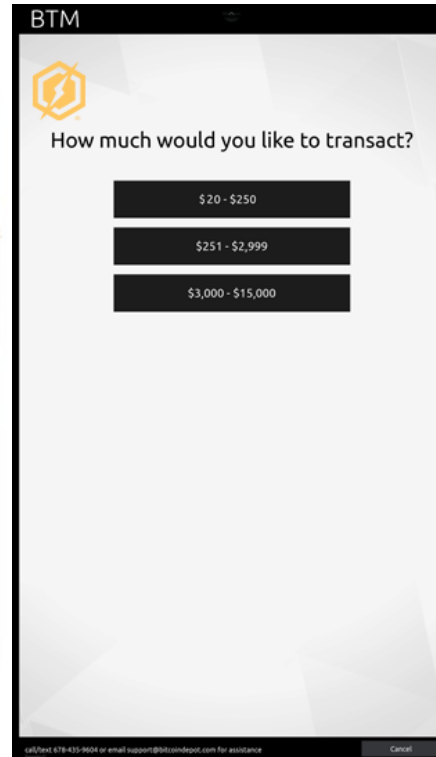 BTM
How much would you like to transact?
$20 - $250
$251 - $2,999
$3,000 - $15,000
call/text 678-435-9604 or email support@bitcoindepot.com for assistance
Cancel